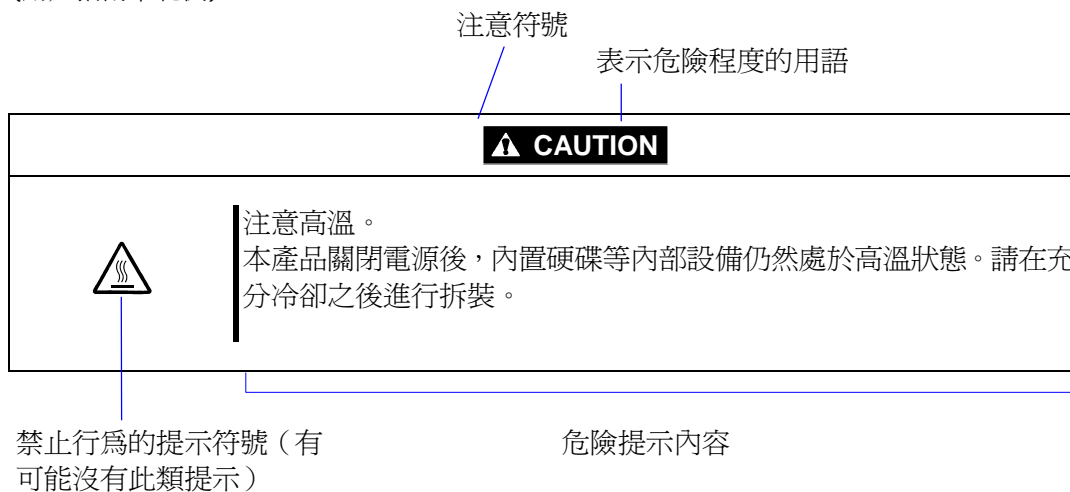 注意符號
表示危險程度的用語
CAUTION
注意高溫。
本產品關閉電源後，內置硬碟等內部設備仍然處於高溫狀態。請在充
分冷卻之後進行拆裝。
禁止行爲的提示符號（有
可能沒有此類提示）
危險提示內容